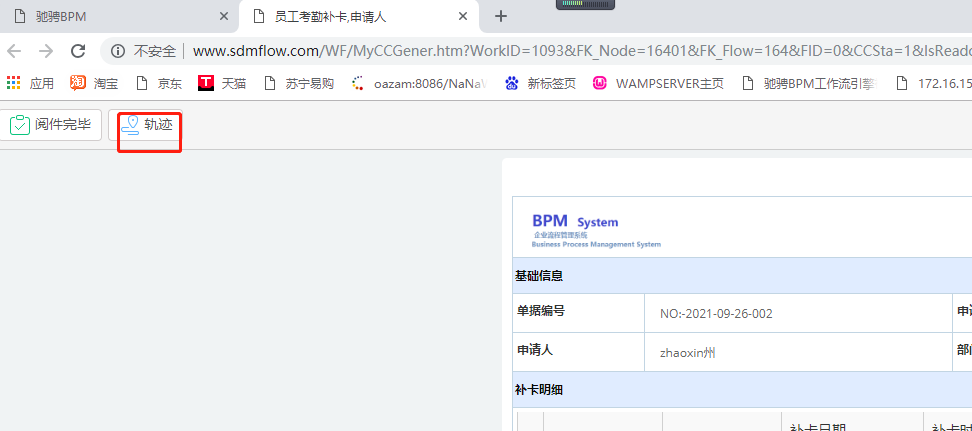 驰骋BPM
员工考勤补卡,申请人
不安全 | www.sdmflow.com/WF/MyCCGener.htm?WorkID=1093&FK_Node=16401&FK_Flow=164&FID=0&CCSta=1&IsReado
应用 淘宝 京东 T 天猫 苏宁易购 oazam:8086/NaNaW 新标签页 WAMPSERVER主页 驰骋BPM工作流引擎 172.16.15
阅件完毕 轨迹
BPM System
企业流程管理系统
Business Process Management System
基础信息
单据编号 NO:-2021-09-26-002
申请人 zhaoxin州
补卡明细
补卡日期 补卡时